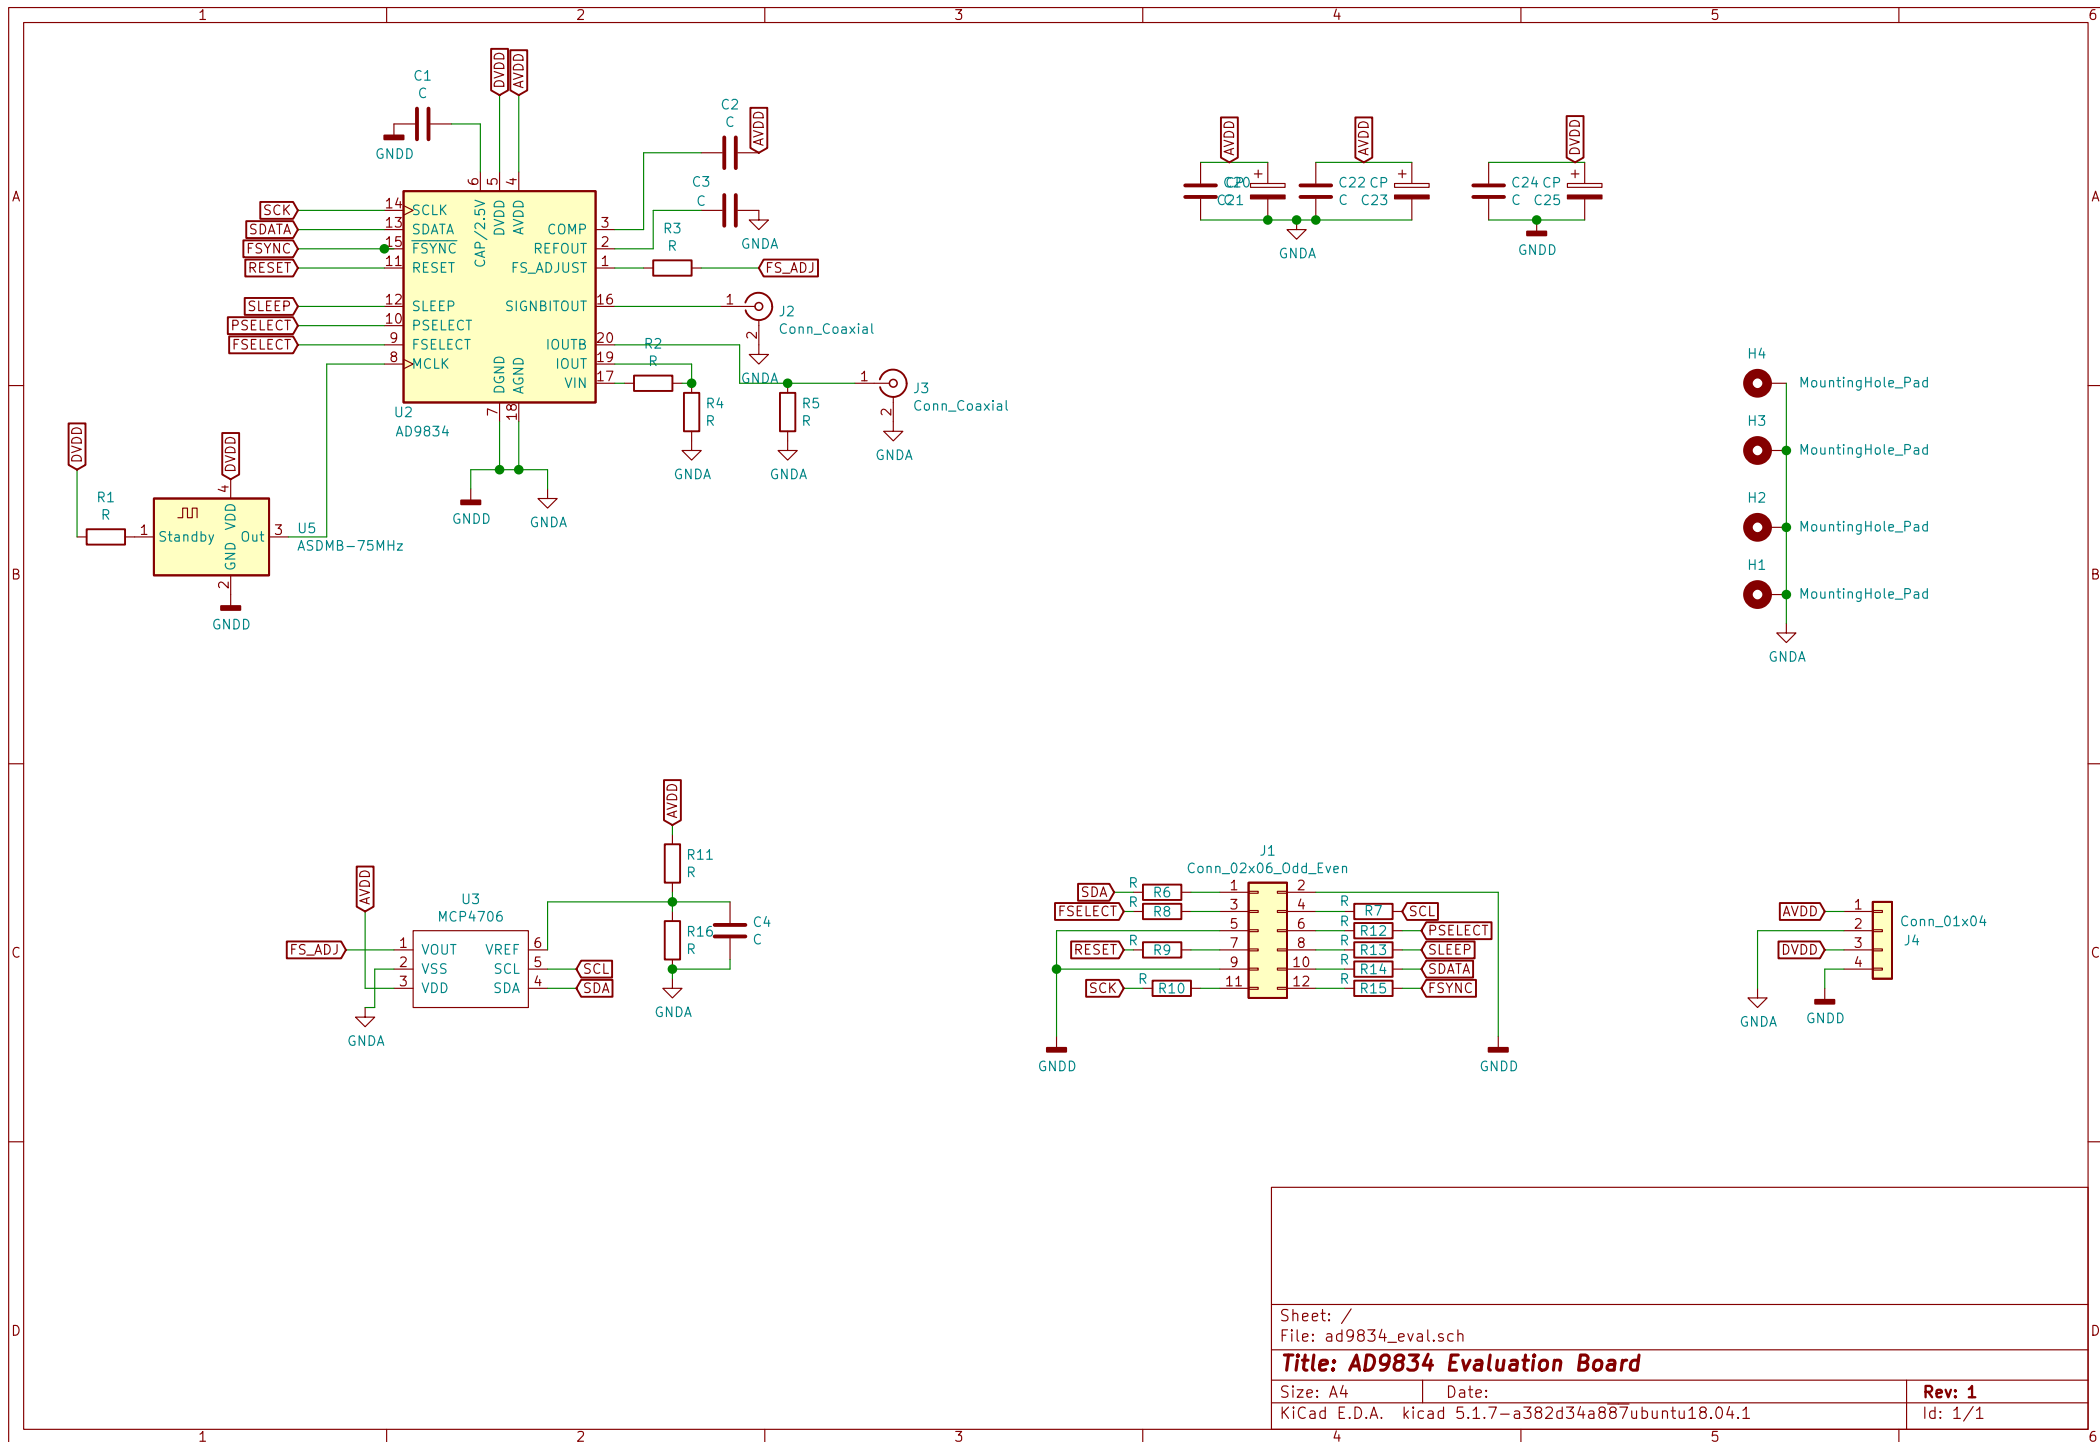 1 2 3 4 5 6
A
B
C
D
A
B
C
D
1 2 3 4 5 6
C1
C
GNDD
DVDD
AVDD
C2
C
AVDD
C3
C
GNDA
R3
R
FS_ADJ
SCK
SDATA
FSYNC
RESET
SLEEP
PSELECT
FSELECT
14 SCLK
13 SDATA
15 FSYNC
11 RESET
12 SLEEP
10 PSELECT
9 FSELECT
8 MCLK
6 CAP/2.5V
5 DVDD
4 AVDD
COMP 3
REFOUT 2
FS_ADJUST 1
SIGNBITOUT 16
IOUTB 20
IOUT 19
VIN 17
DGND 7
AGND 18
U2
AD9834
1
2
J2
Conn_Coaxial
GNDA
R2
R
1
2
J3
Conn_Coaxial
GNDA
R4
R
GNDA
R5
R
GNDA
GNDD
GNDA
DVDD
R1
R
DVDD
4
1 Standby
VDD
GND
Out 3
2
U5
ASDMB-75MHz
GNDD
AVDD
C20
C
CP
C21
AVDD
C22
C
CP
C23
GNDA
DVDD
C24
C
CP
C25
GNDD
H4
MountingHole_Pad
H3
MountingHole_Pad
H2
MountingHole_Pad
H1
MountingHole_Pad
GNDA
AVDD
FS_ADJ
U3
MCP4706
1 VOUT
2 VSS
3 VDD
VREF 6
SCL 5
SDA 4
SCL
SDA
GNDA
AVDD
R11
R
R16
R
C4
C
GNDA
J1
Conn_02x06_Odd_Even
SDA R R6 1
FSELECT R R8 3
5
RESET R R9 7
9
SCK R R10 11
2
4 R R7 SCL
6 R R12 PSELECT
8 R R13 SLEEP
10 R R14 SDATA
12 R R15 FSYNC
GNDD
GNDD
AVDD 1
2
DVDD 3
4
Conn_01x04
J4
GNDA
GNDD
Sheet: /
File: ad9834_eval.sch
Title: AD9834 Evaluation Board
Size: A4 Date: Rev: 1
KiCad E.D.A. kicad 5.1.7-a382d34a887ubuntu18.04.1 Id: 1/1